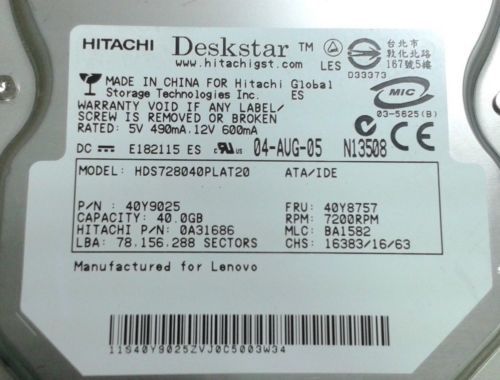 HITACHI Deskstar™
www.hitachigst.com
LES
D33373
台北市
敦化北路
167號5樓
MADE IN CHINA FOR Hitachi Global
Storage Technologies Inc. ES
WARRANTY VOID IF ANY LABEL/
SCREW IS REMOVED OR BROKEN
RATED: 5V 490mA.12V 600mA
MIC
03-5625(B)
DC E182115 ES c UR US 04-AUG-05 N13508
MODEL: HDS728040PLAT20 ATA/IDE
P/N : 40Y9025 FRU: 40Y8757
CAPACITY: 40.0GB RPM: 7200RPM
HITACHI P/N: 0A31686 MLC: BA1582
LBA: 78.156.288 SECTORS CHS: 16383/16/63
Manufactured for Lenovo
11S40Y9025ZVJ0C5003W34